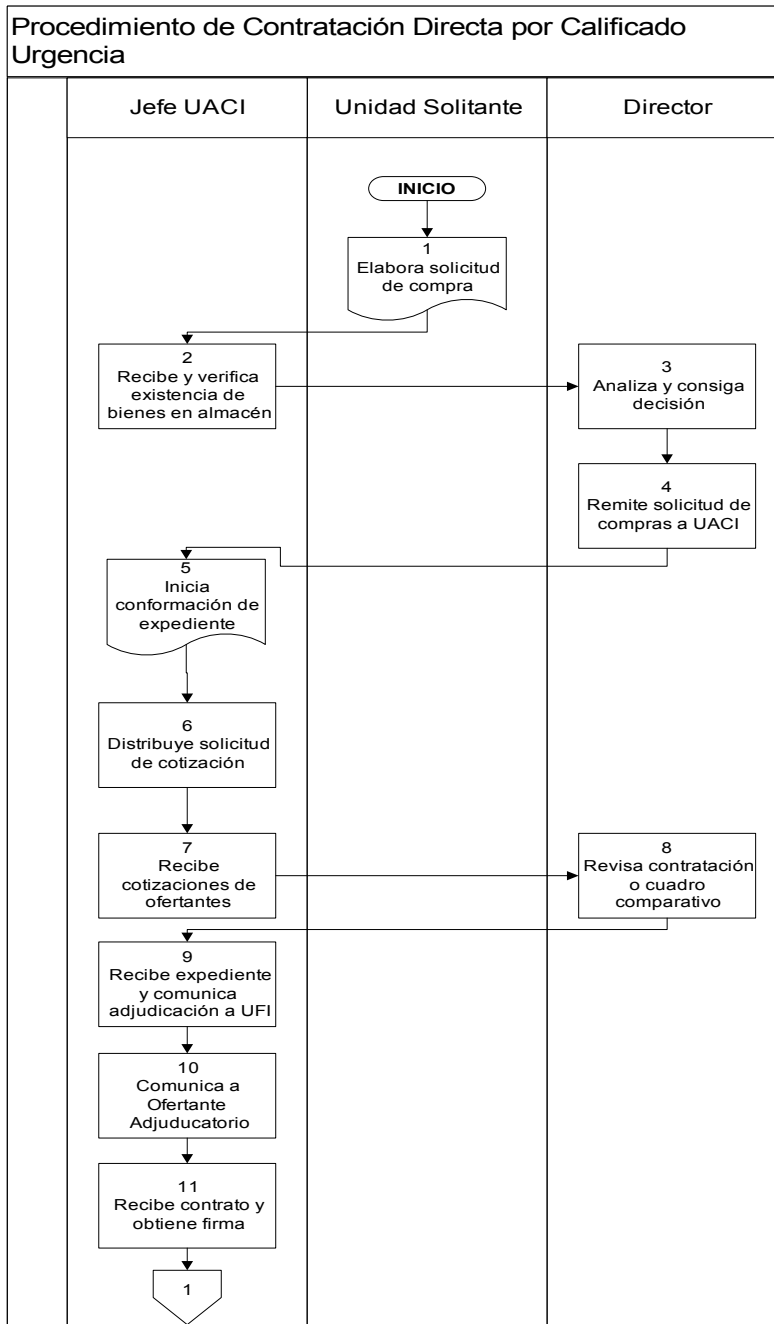 Procedimiento de Contratación Directa por Calificado
Urgencia
Jefe UACI
Unidad Solitante
Director
INICIO
1
Elabora solicitud
de compra
2
Recibe y verifica
existencia de
bienes en almacén
3
Analiza y consiga
decisión
4
Remite solicitud de
compras a UACI
5
Inicia
conformación de
expediente
6
Distribuye solicitud
de cotización
7
Recibe
cotizaciones de
ofertantes
8
Revisa contratación
o cuadro
comparativo
9
Recibe expediente
y comunica
adjudicación a UFI
10
Comunica a
Ofertante
Adjuducatorio
11
Recibe contrato y
obtiene firma
1